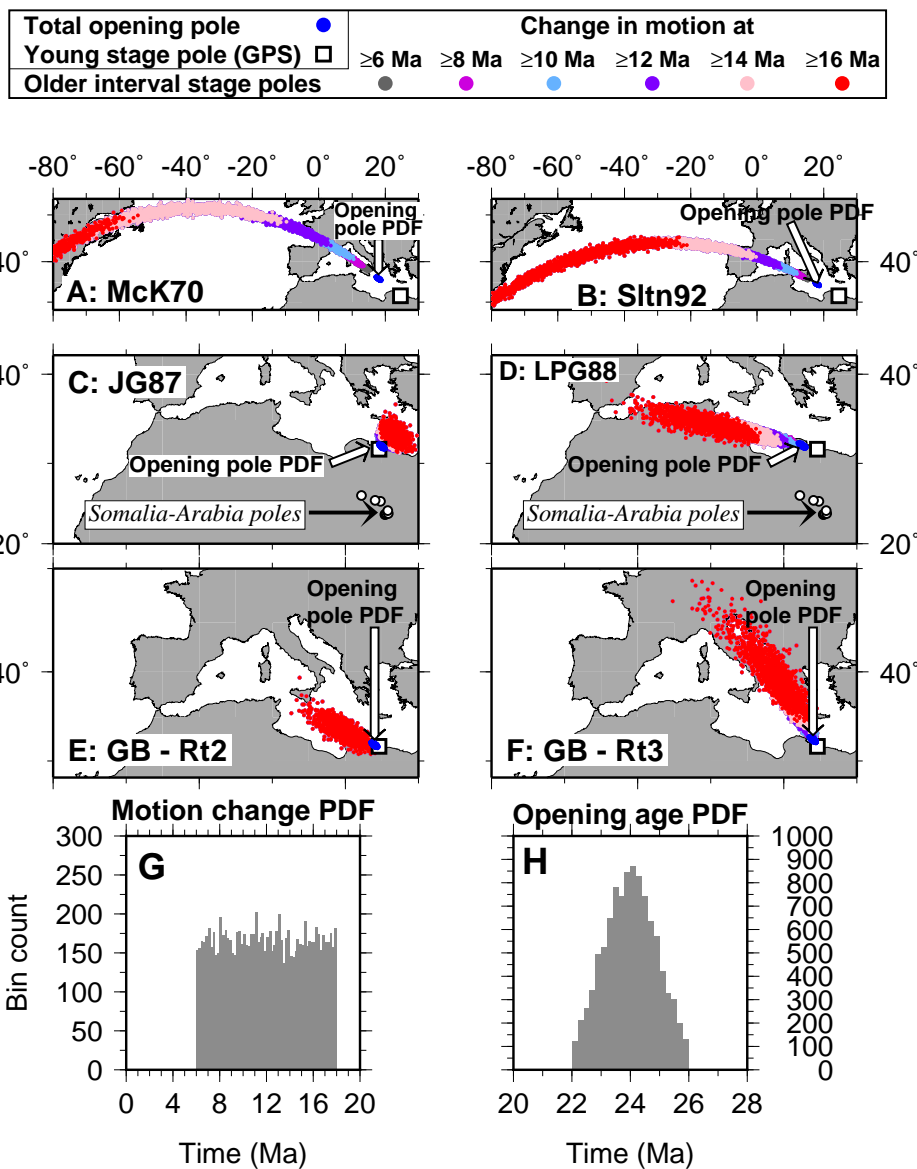 Total opening pole
Young stage pole (GPS)
Older interval stage poles
Change in motion at
≥6 Ma ≥8 Ma ≥10 Ma ≥12 Ma ≥14 Ma ≥16 Ma
-80˚ -60˚ -40˚ -20˚ 0˚ 20˚
-80˚ -60˚ -40˚ -20˚ 0˚ 20˚
40˚
Opening
pole PDF
A: McK70
Opening pole PDF
B: Sltn92
40˚
40˚
C: JG87
Opening pole PDF
Somalia-Arabia poles
20˚
D: LPG88
Opening pole PDF
Somalia-Arabia poles
40˚
20˚
40˚
Opening
pole PDF
E: GB - Rt2
Opening
pole PDF
F: GB - Rt3
40˚
Motion change PDF
G
300
250
200
150
100
50
0
Bin count
0 4 8 12 16 20
Time (Ma)
Opening age PDF
H
1000
900
800
700
600
500
400
300
200
100
0
20 22 24 26 28
Time (Ma)